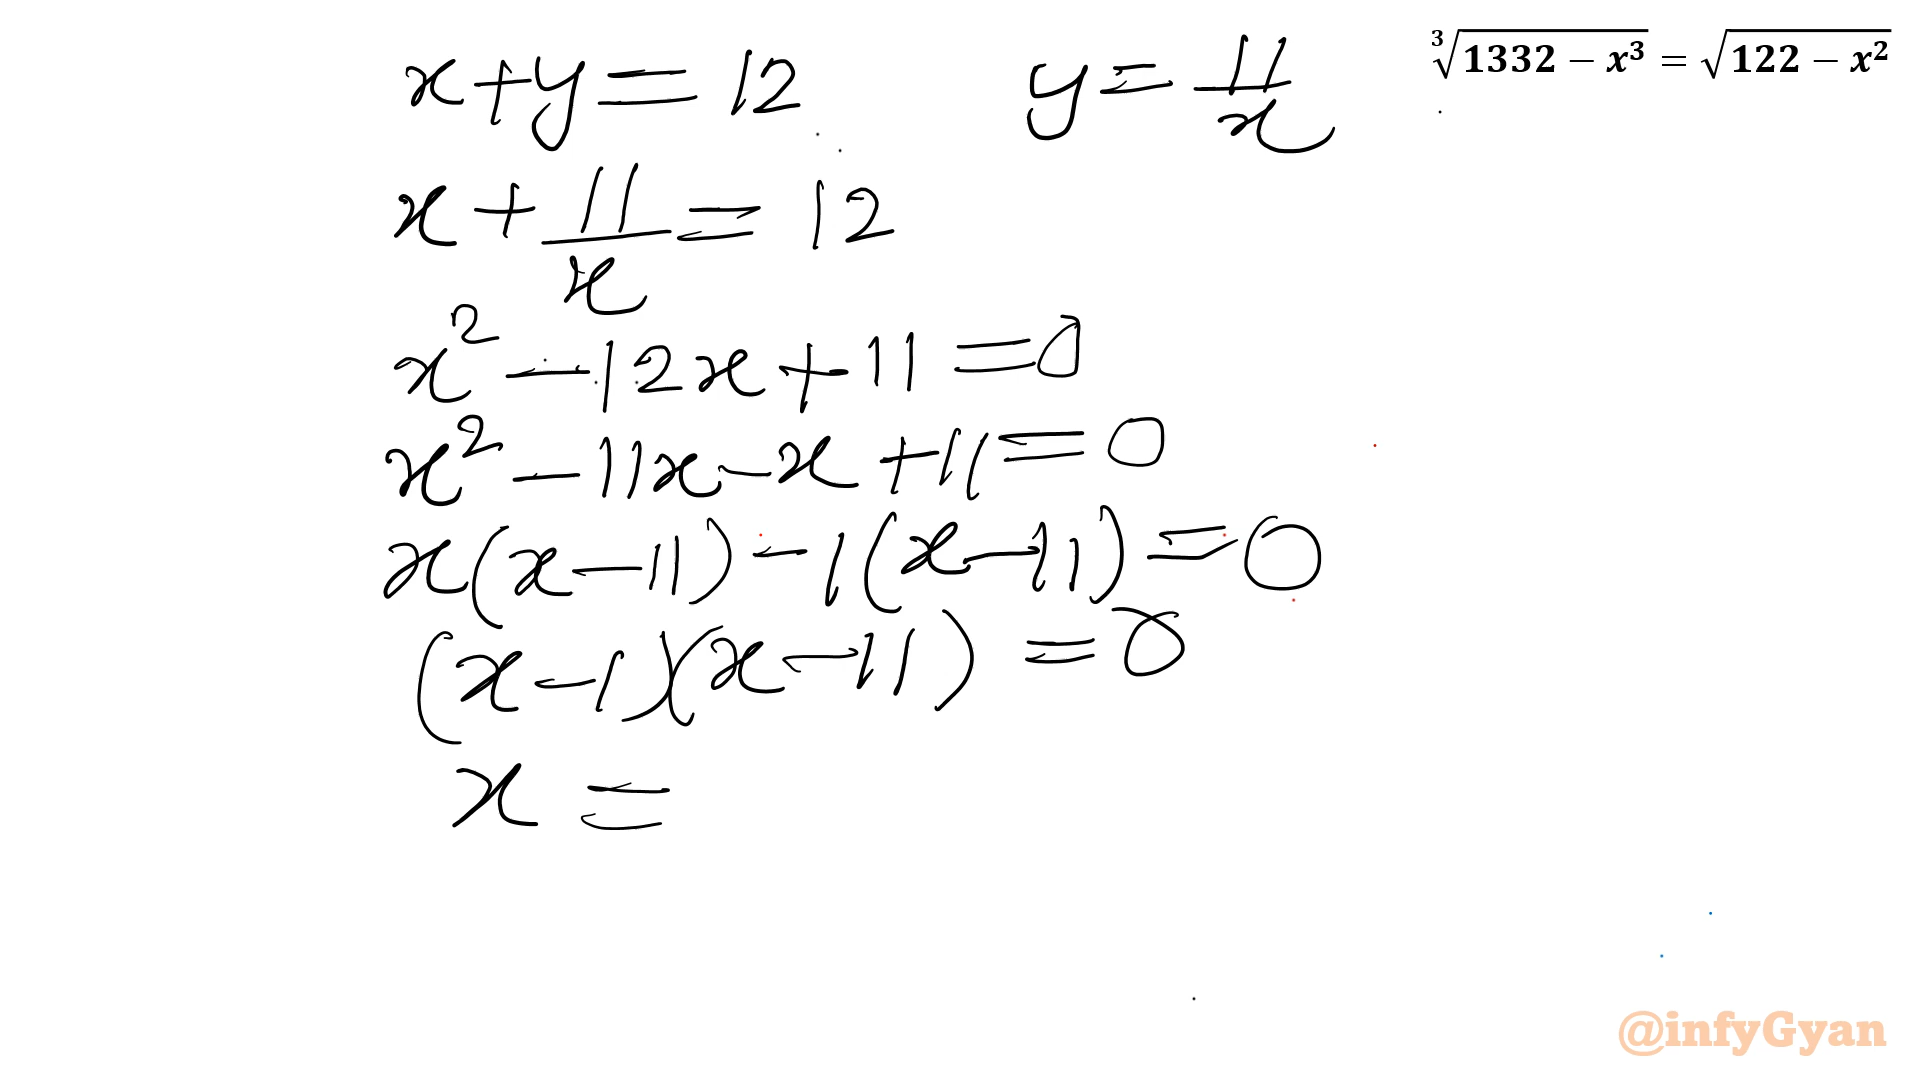 x+y=12 y=11/x ∛(1332 − x³) = √(122 − x²)
x+11/x=12
x²-12x+11=0
x²-11x-x+11=0
x(x-11)-1(x-11)=0
(x-1)(x-11)=0
x=
@infyGyan